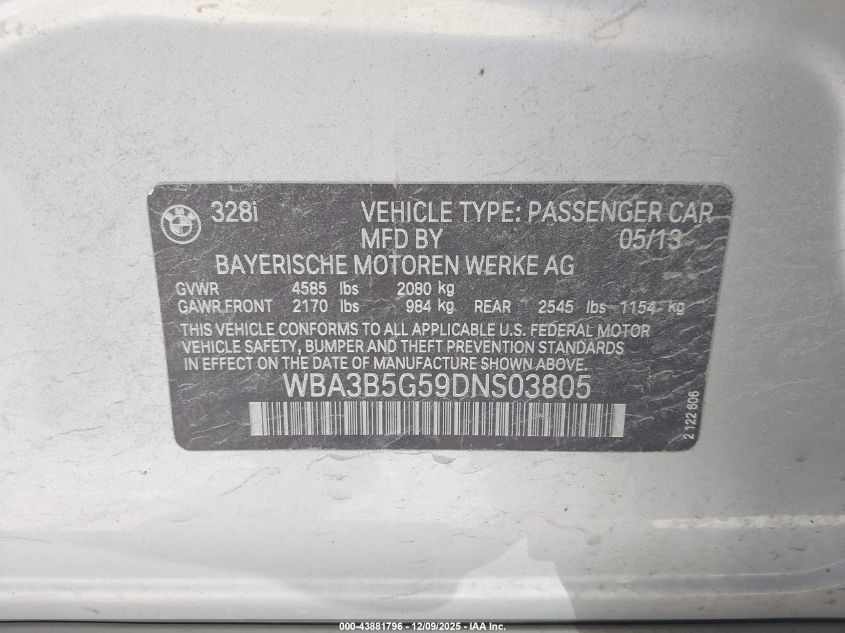 BMW
328i VEHICLE TYPE: PASSENGER CAR
MFD BY 05/13
BAYERISCHE MOTOREN WERKE AG
GVWR 4585 lbs 2080 kg
GAWR FRONT 2170 lbs 984 kg REAR 2545 lbs 1154 kg
THIS VEHICLE CONFORMS TO ALL APPLICABLE U.S. FEDERAL MOTOR
VEHICLE SAFETY, BUMPER AND THEFT PREVENTION STANDARDS
IN EFFECT ON THE DATE OF MANUFACTURE SHOWN ABOVE.
WBA3B5G59DNS03805
2 122 606
000-43881796 - 12/09/2025 - IAA Inc.